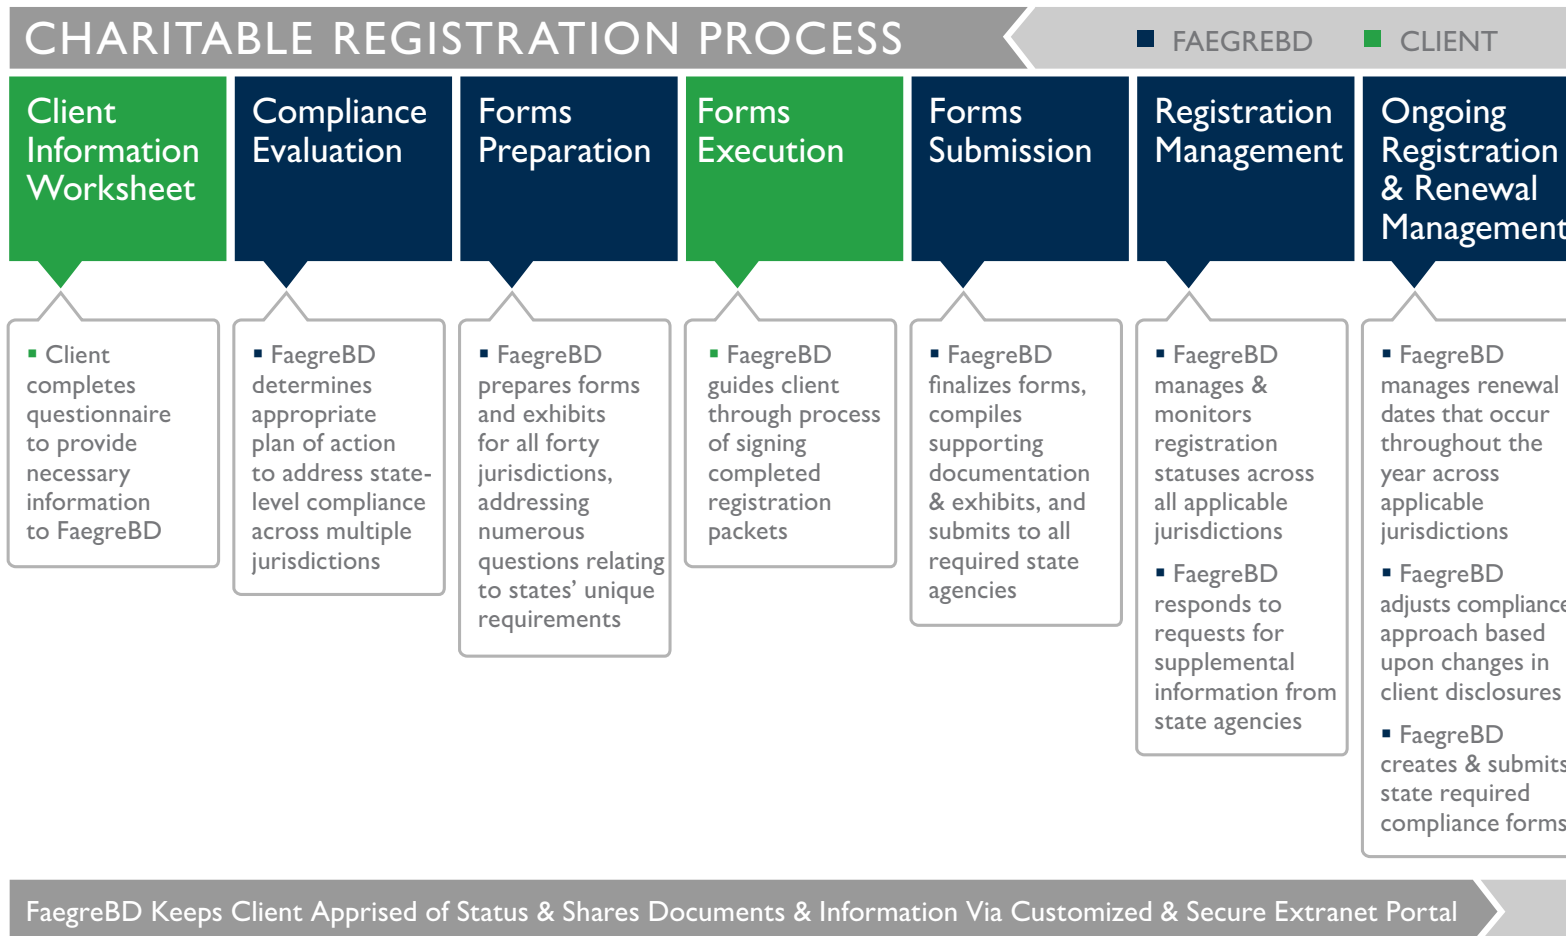 CHARITABLE REGISTRATION PROCESS
FAEGREBD
CLIENT
Client
Information
Worksheet
Compliance
Evaluation
Forms
Preparation
Forms
Execution
Forms
Submission
Registration
Management
Ongoing
Registration
& Renewal
Management
▪ Client
completes
questionnaire
to provide
necessary
information
to FaegreBD
▪ FaegreBD
determines
appropriate
plan of action
to address state-
level compliance
across multiple
jurisdictions
▪ FaegreBD
prepares forms
and exhibits
for all forty
jurisdictions,
addressing
numerous
questions relating
to states’ unique
requirements
▪ FaegreBD
guides client
through process
of signing
completed
registration
packets
▪ FaegreBD
finalizes forms,
compiles
supporting
documentation
& exhibits, and
submits to all
required state
agencies
▪ FaegreBD
manages &
monitors
registration
statuses across
all applicable
jurisdictions
▪ FaegreBD
responds to
requests for
supplemental
information from
state agencies
▪ FaegreBD
manages renewal
dates that occur
throughout the
year across
applicable
jurisdictions
▪ FaegreBD
adjusts compliance
approach based
upon changes in
client disclosures
▪ FaegreBD
creates & submits
state required
compliance forms
FaegreBD Keeps Client Apprised of Status & Shares Documents & Information Via Customized & Secure Extranet Portal